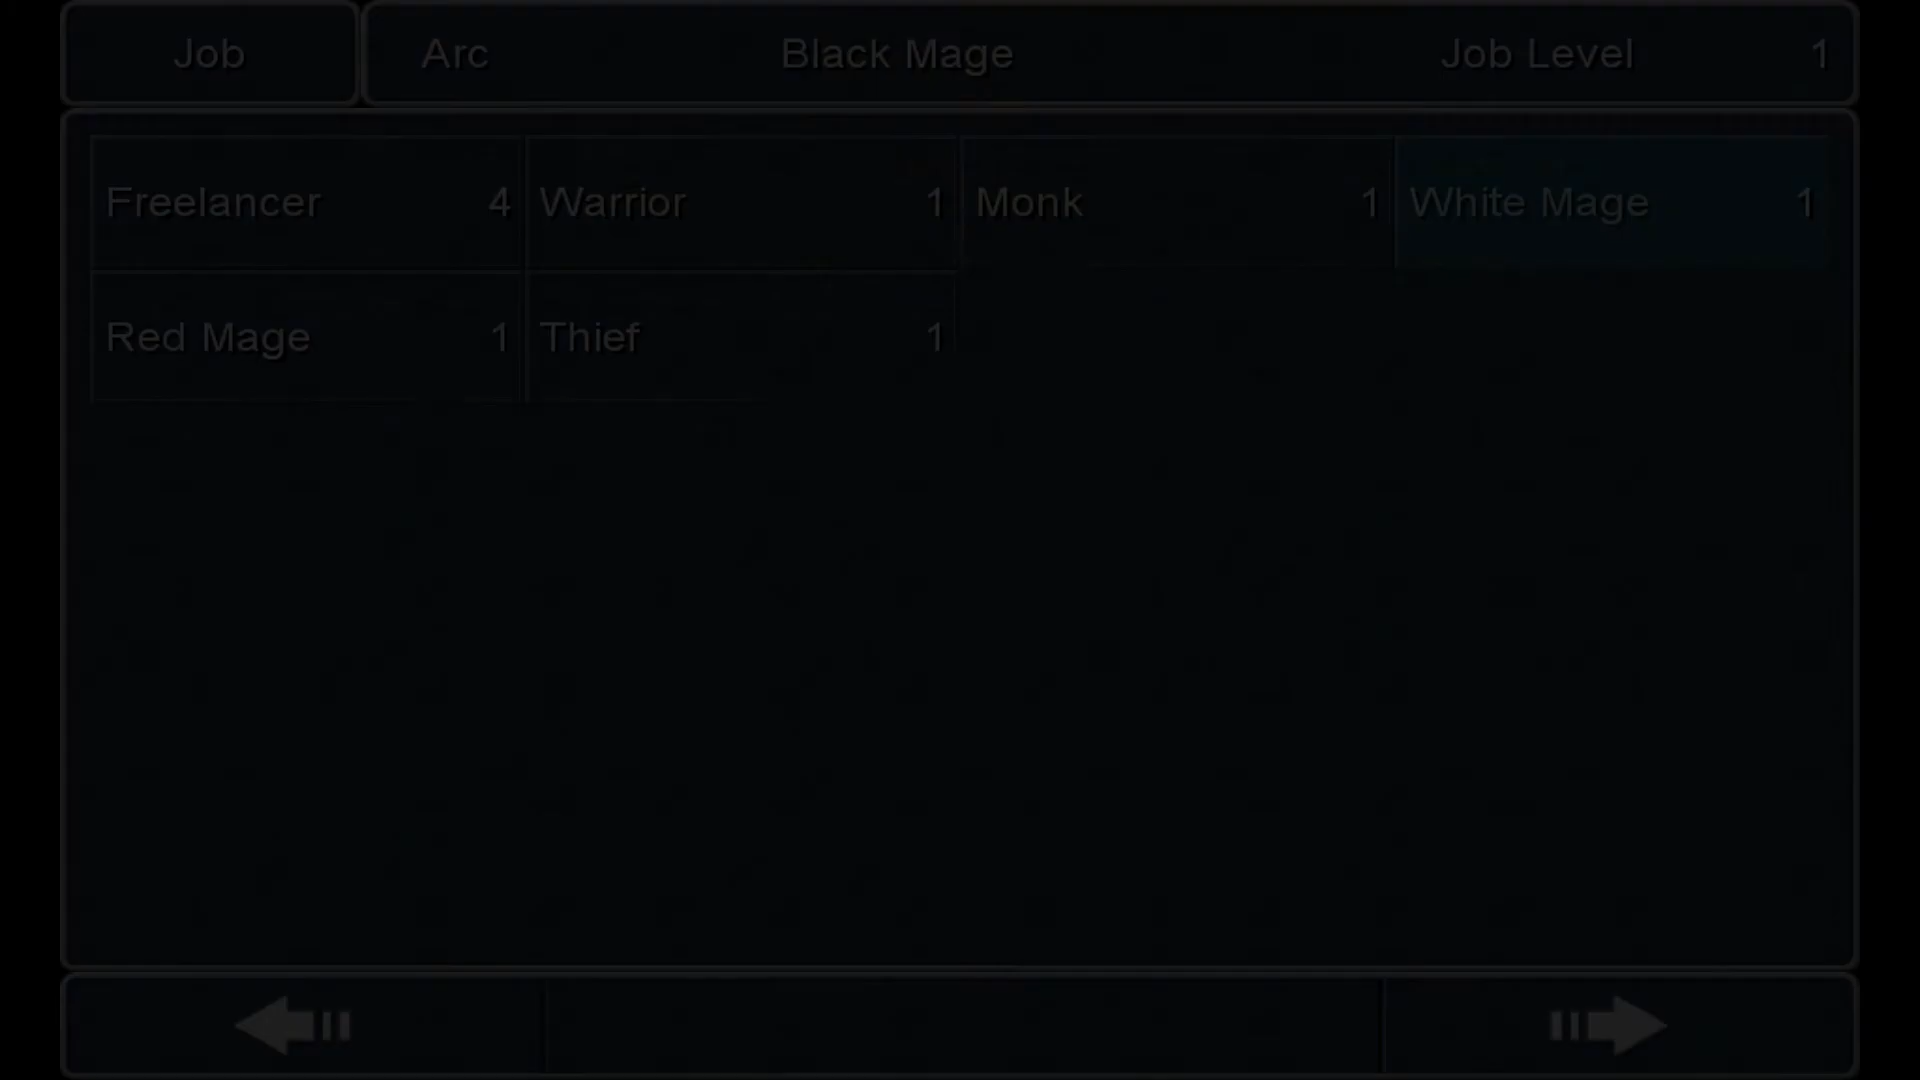 Job Arc Black Mage Job Level 1
Freelancer 4 Warrior 1 Monk 1 White Mage 1
Red Mage 1 Thief 1